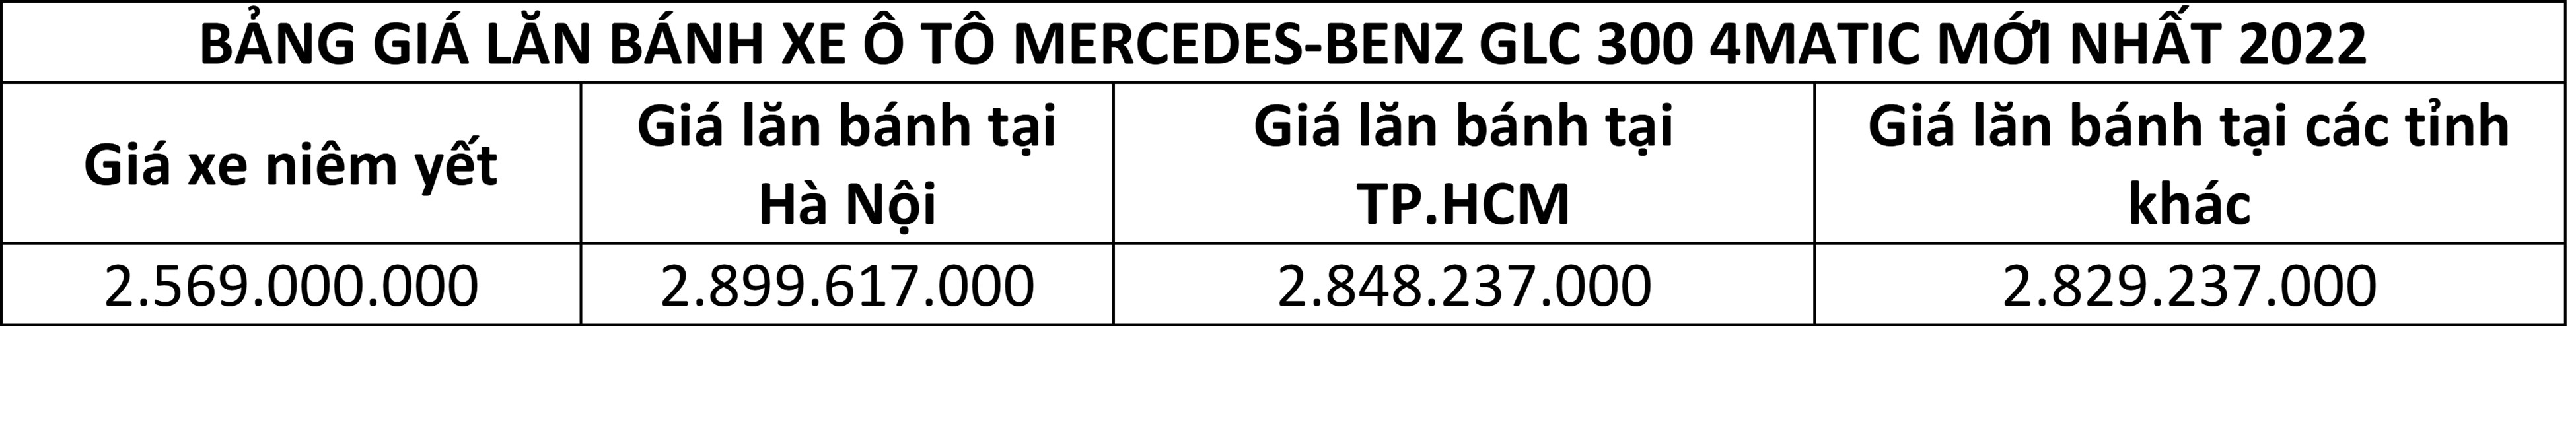 BẢNG GIÁ LĂN BÁNH XE Ô TÔ MERCEDES-BENZ GLC 300 4MATIC MỚI NHẤT 2022
Giá xe niêm yết
Giá lăn bánh tại
Hà Nội
Giá lăn bánh tại
TP.HCM
Giá lăn bánh tại các tỉnh
khác
2.569.000.000
2.899.617.000
2.848.237.000
2.829.237.000